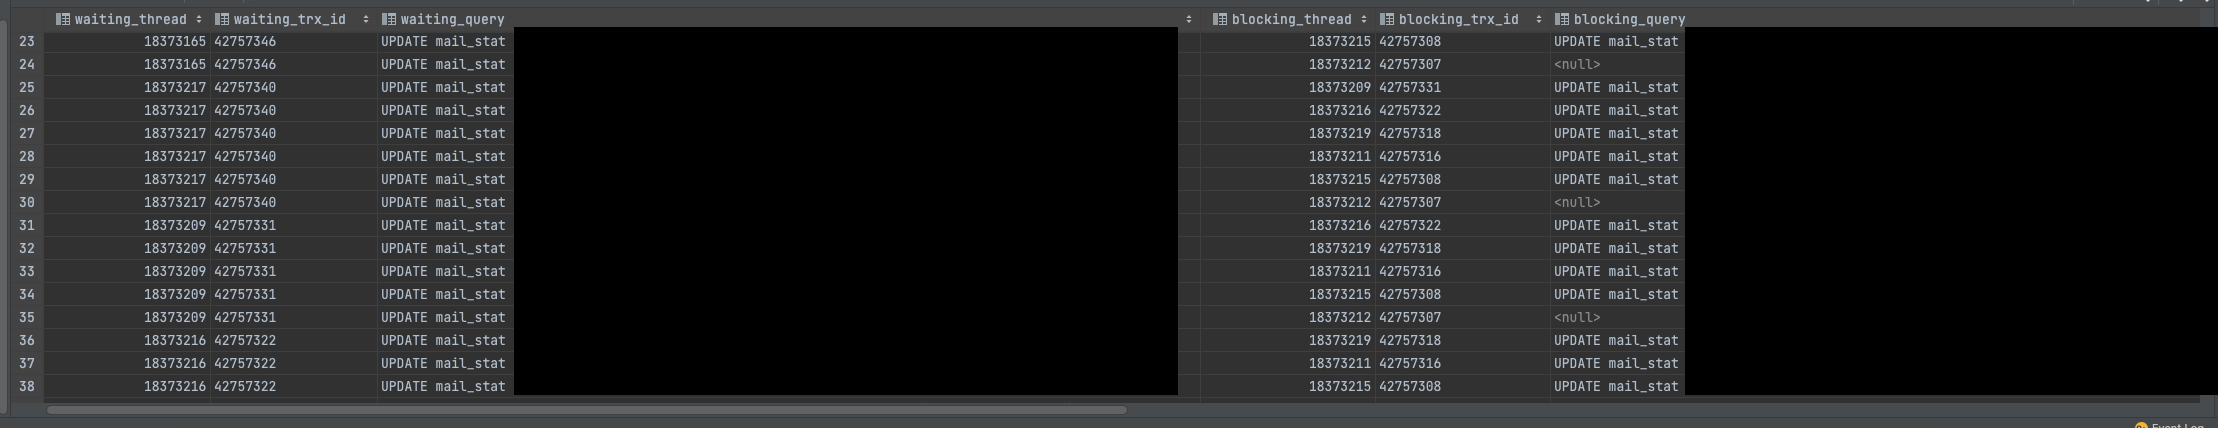 waiting_thread waiting_trx_id waiting_query blocking_thread blocking_trx_id blocking_query
23 18373165 42757346 UPDATE mail_stat 18373215 42757308 UPDATE mail_stat
24 18373165 42757346 UPDATE mail_stat 18373212 42757307 <null>
25 18373217 42757340 UPDATE mail_stat 18373209 42757331 UPDATE mail_stat
26 18373217 42757340 UPDATE mail_stat 18373216 42757322 UPDATE mail_stat
27 18373217 42757340 UPDATE mail_stat 18373219 42757318 UPDATE mail_stat
28 18373217 42757340 UPDATE mail_stat 18373211 42757316 UPDATE mail_stat
29 18373217 42757340 UPDATE mail_stat 18373215 42757308 UPDATE mail_stat
30 18373217 42757340 UPDATE mail_stat 18373212 42757307 <null>
31 18373209 42757331 UPDATE mail_stat 18373216 42757322 UPDATE mail_stat
32 18373209 42757331 UPDATE mail_stat 18373219 42757318 UPDATE mail_stat
33 18373209 42757331 UPDATE mail_stat 18373211 42757316 UPDATE mail_stat
34 18373209 42757331 UPDATE mail_stat 18373215 42757308 UPDATE mail_stat
35 18373209 42757331 UPDATE mail_stat 18373212 42757307 <null>
36 18373216 42757322 UPDATE mail_stat 18373219 42757318 UPDATE mail_stat
37 18373216 42757322 UPDATE mail_stat 18373211 42757316 UPDATE mail_stat
38 18373216 42757322 UPDATE mail_stat 18373215 42757308 UPDATE mail_stat
Event Log